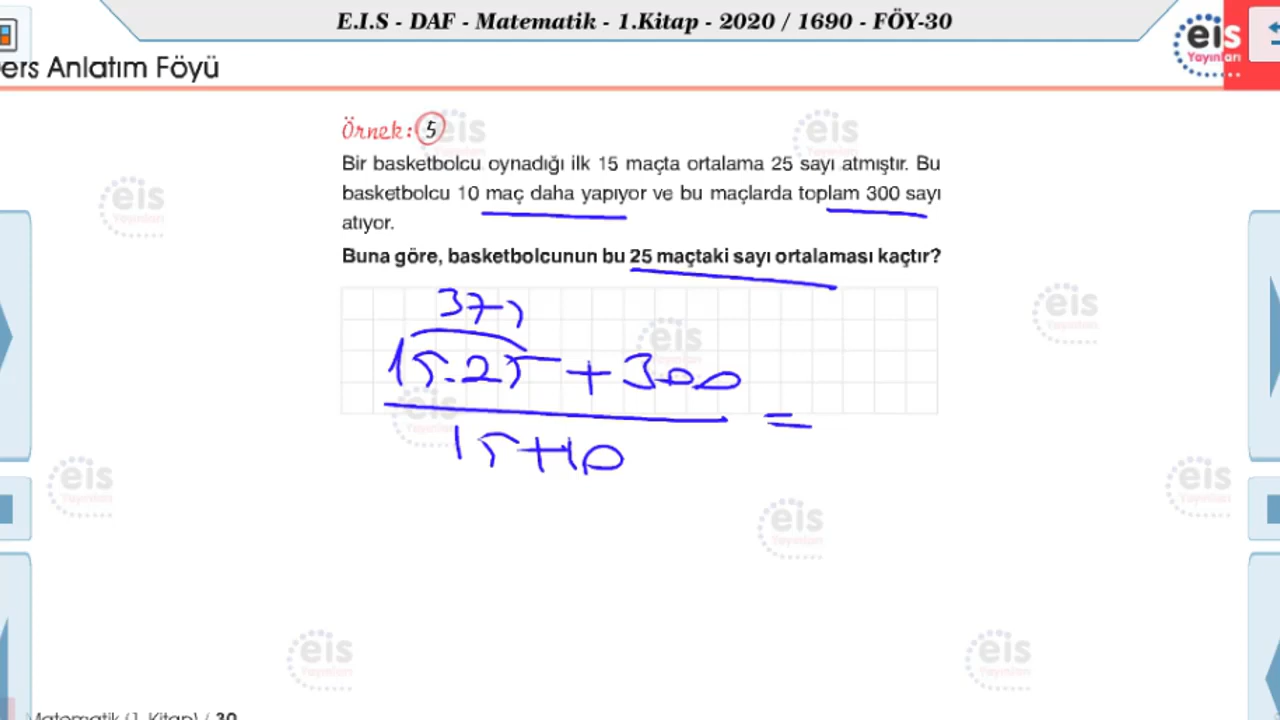 E.I.S - DAF - Matematik - 1.Kitap - 2020 / 1690 - FÖY-30
eis
Yayınları
ers Anlatım Föyü
Örnek: 5
Bir basketbolcu oynadığı ilk 15 maçta ortalama 25 sayı atmıştır. Bu
basketbolcu 10 maç daha yapıyor ve bu maçlarda toplam 300 sayı
atıyor.
Buna göre, basketbolcunun bu 25 maçtaki sayı ortalaması kaçtır?
375
15.25 + 300
=
15+10
Matematik (1. Kitap) / 30